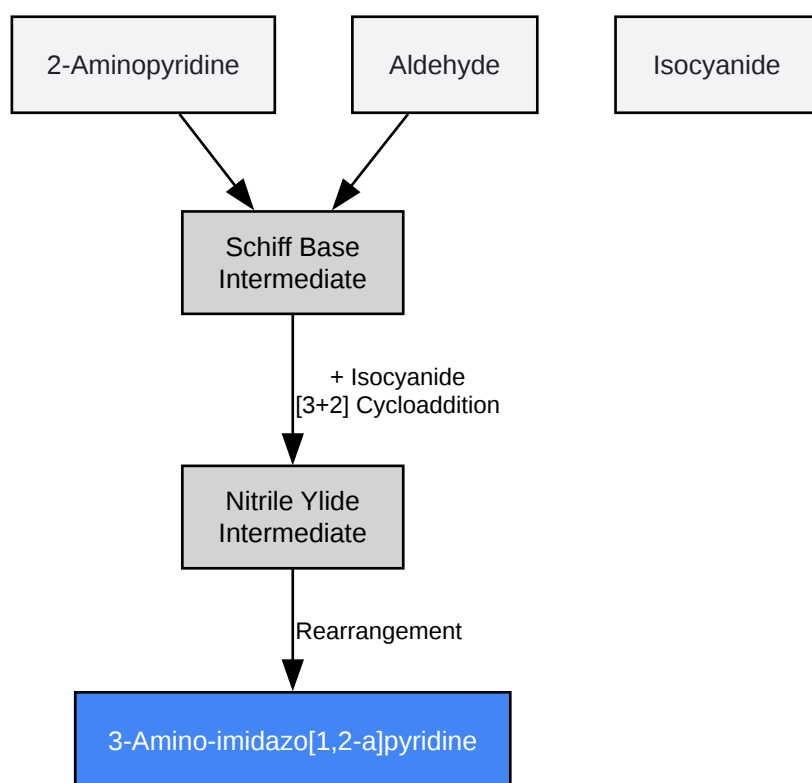 2-Aminopyridine
Aldehyde
Isocyanide
Schiff Base
Intermediate
+ Isocyanide
[3+2] Cycloaddition
Nitrile Ylide
Intermediate
Rearrangement
3-Amino-imidazo[1,2-a]pyridine